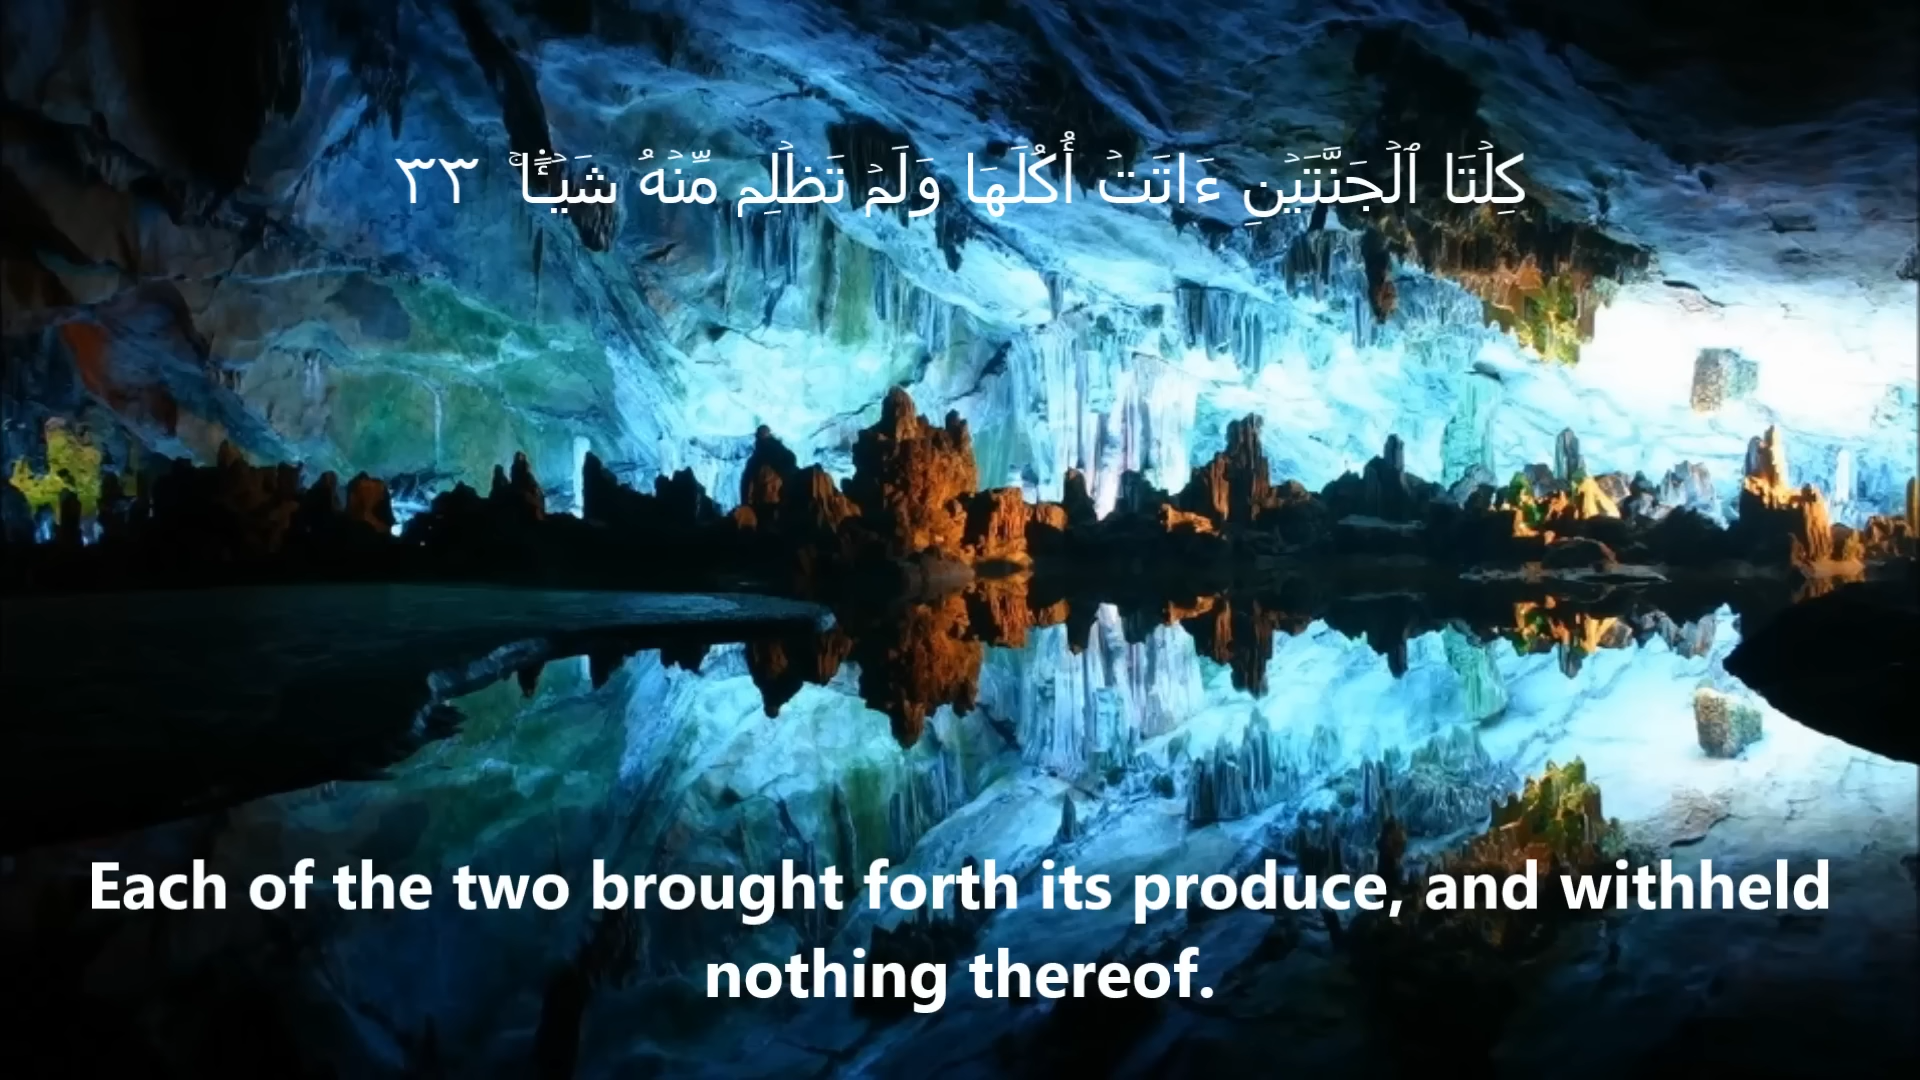 كِلۡتَا ٱلۡجَنَّتَيۡنِ ءَاتَتۡ أُكُلَهَا وَلَمۡ تَظۡلِم مِّنۡهُ شَيۡـٔٗاۚ ٣٣
Each of the two brought forth its produce, and withheld
nothing thereof.